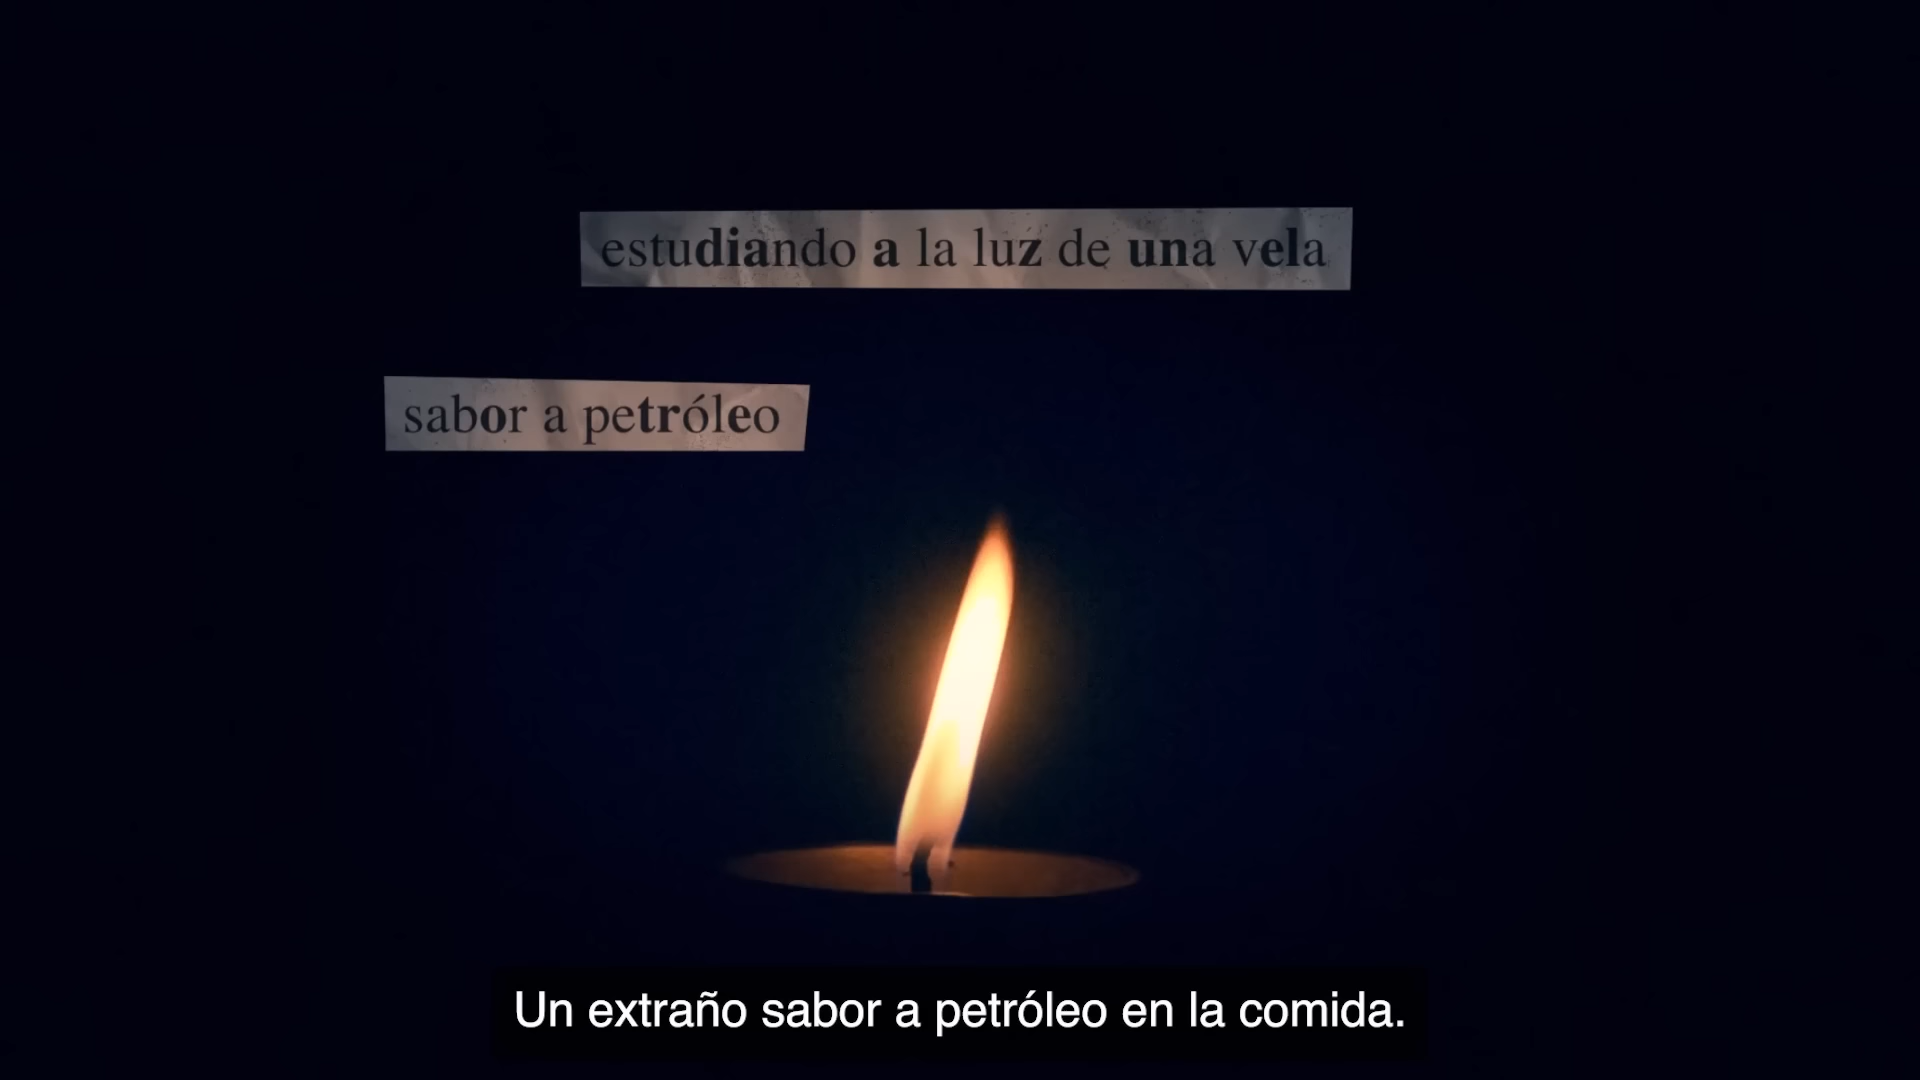 estudiando a la luz de una vela
sabor a petróleo
Un extraño sabor a petróleo en la comida.